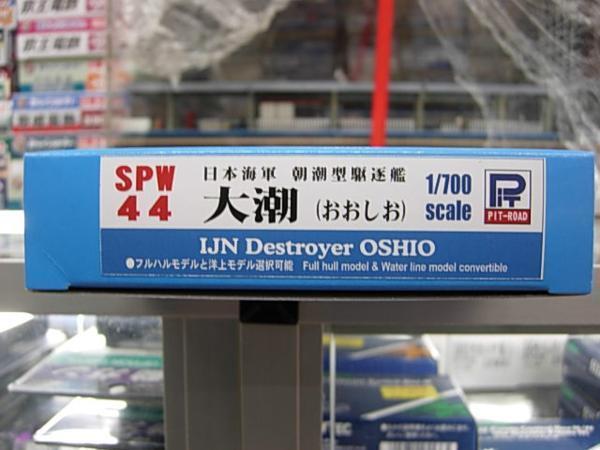 SPW
44
日本海軍 朝潮型駆逐艦
大潮 (おおしお)
1/700
scale
PIT
PIT-ROAD
IJN Destroyer OSHIO
●フルハルモデルと洋上モデル選択可能 Full hull model & Water line model convertible